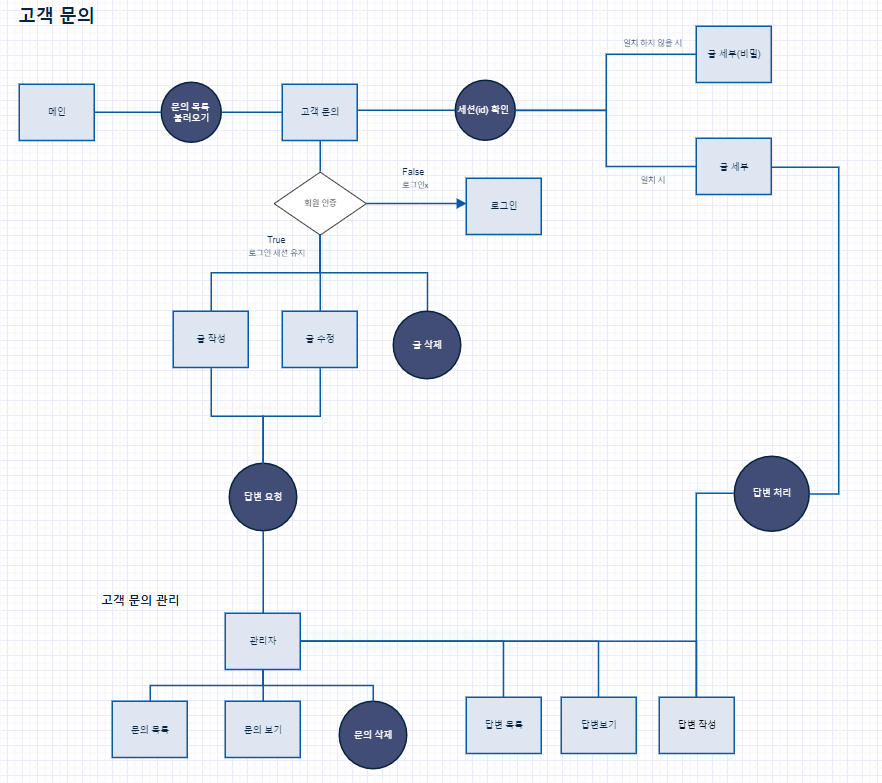 고객 문의
일치 하지 않을 시
글 세부(비밀)
메인
문의 목록
불러오기
고객 문의
세션(id) 확인
글 세부
일치 시
False
로그인x
회원 인증
로그인
True
로그인 세션 유지
글 작성
글 수정
글 삭제
답변 요청
답변 처리
고객 문의 관리
관리자
문의 목록
문의 보기
문의 삭제
답변 목록
답변보기
답변 작성